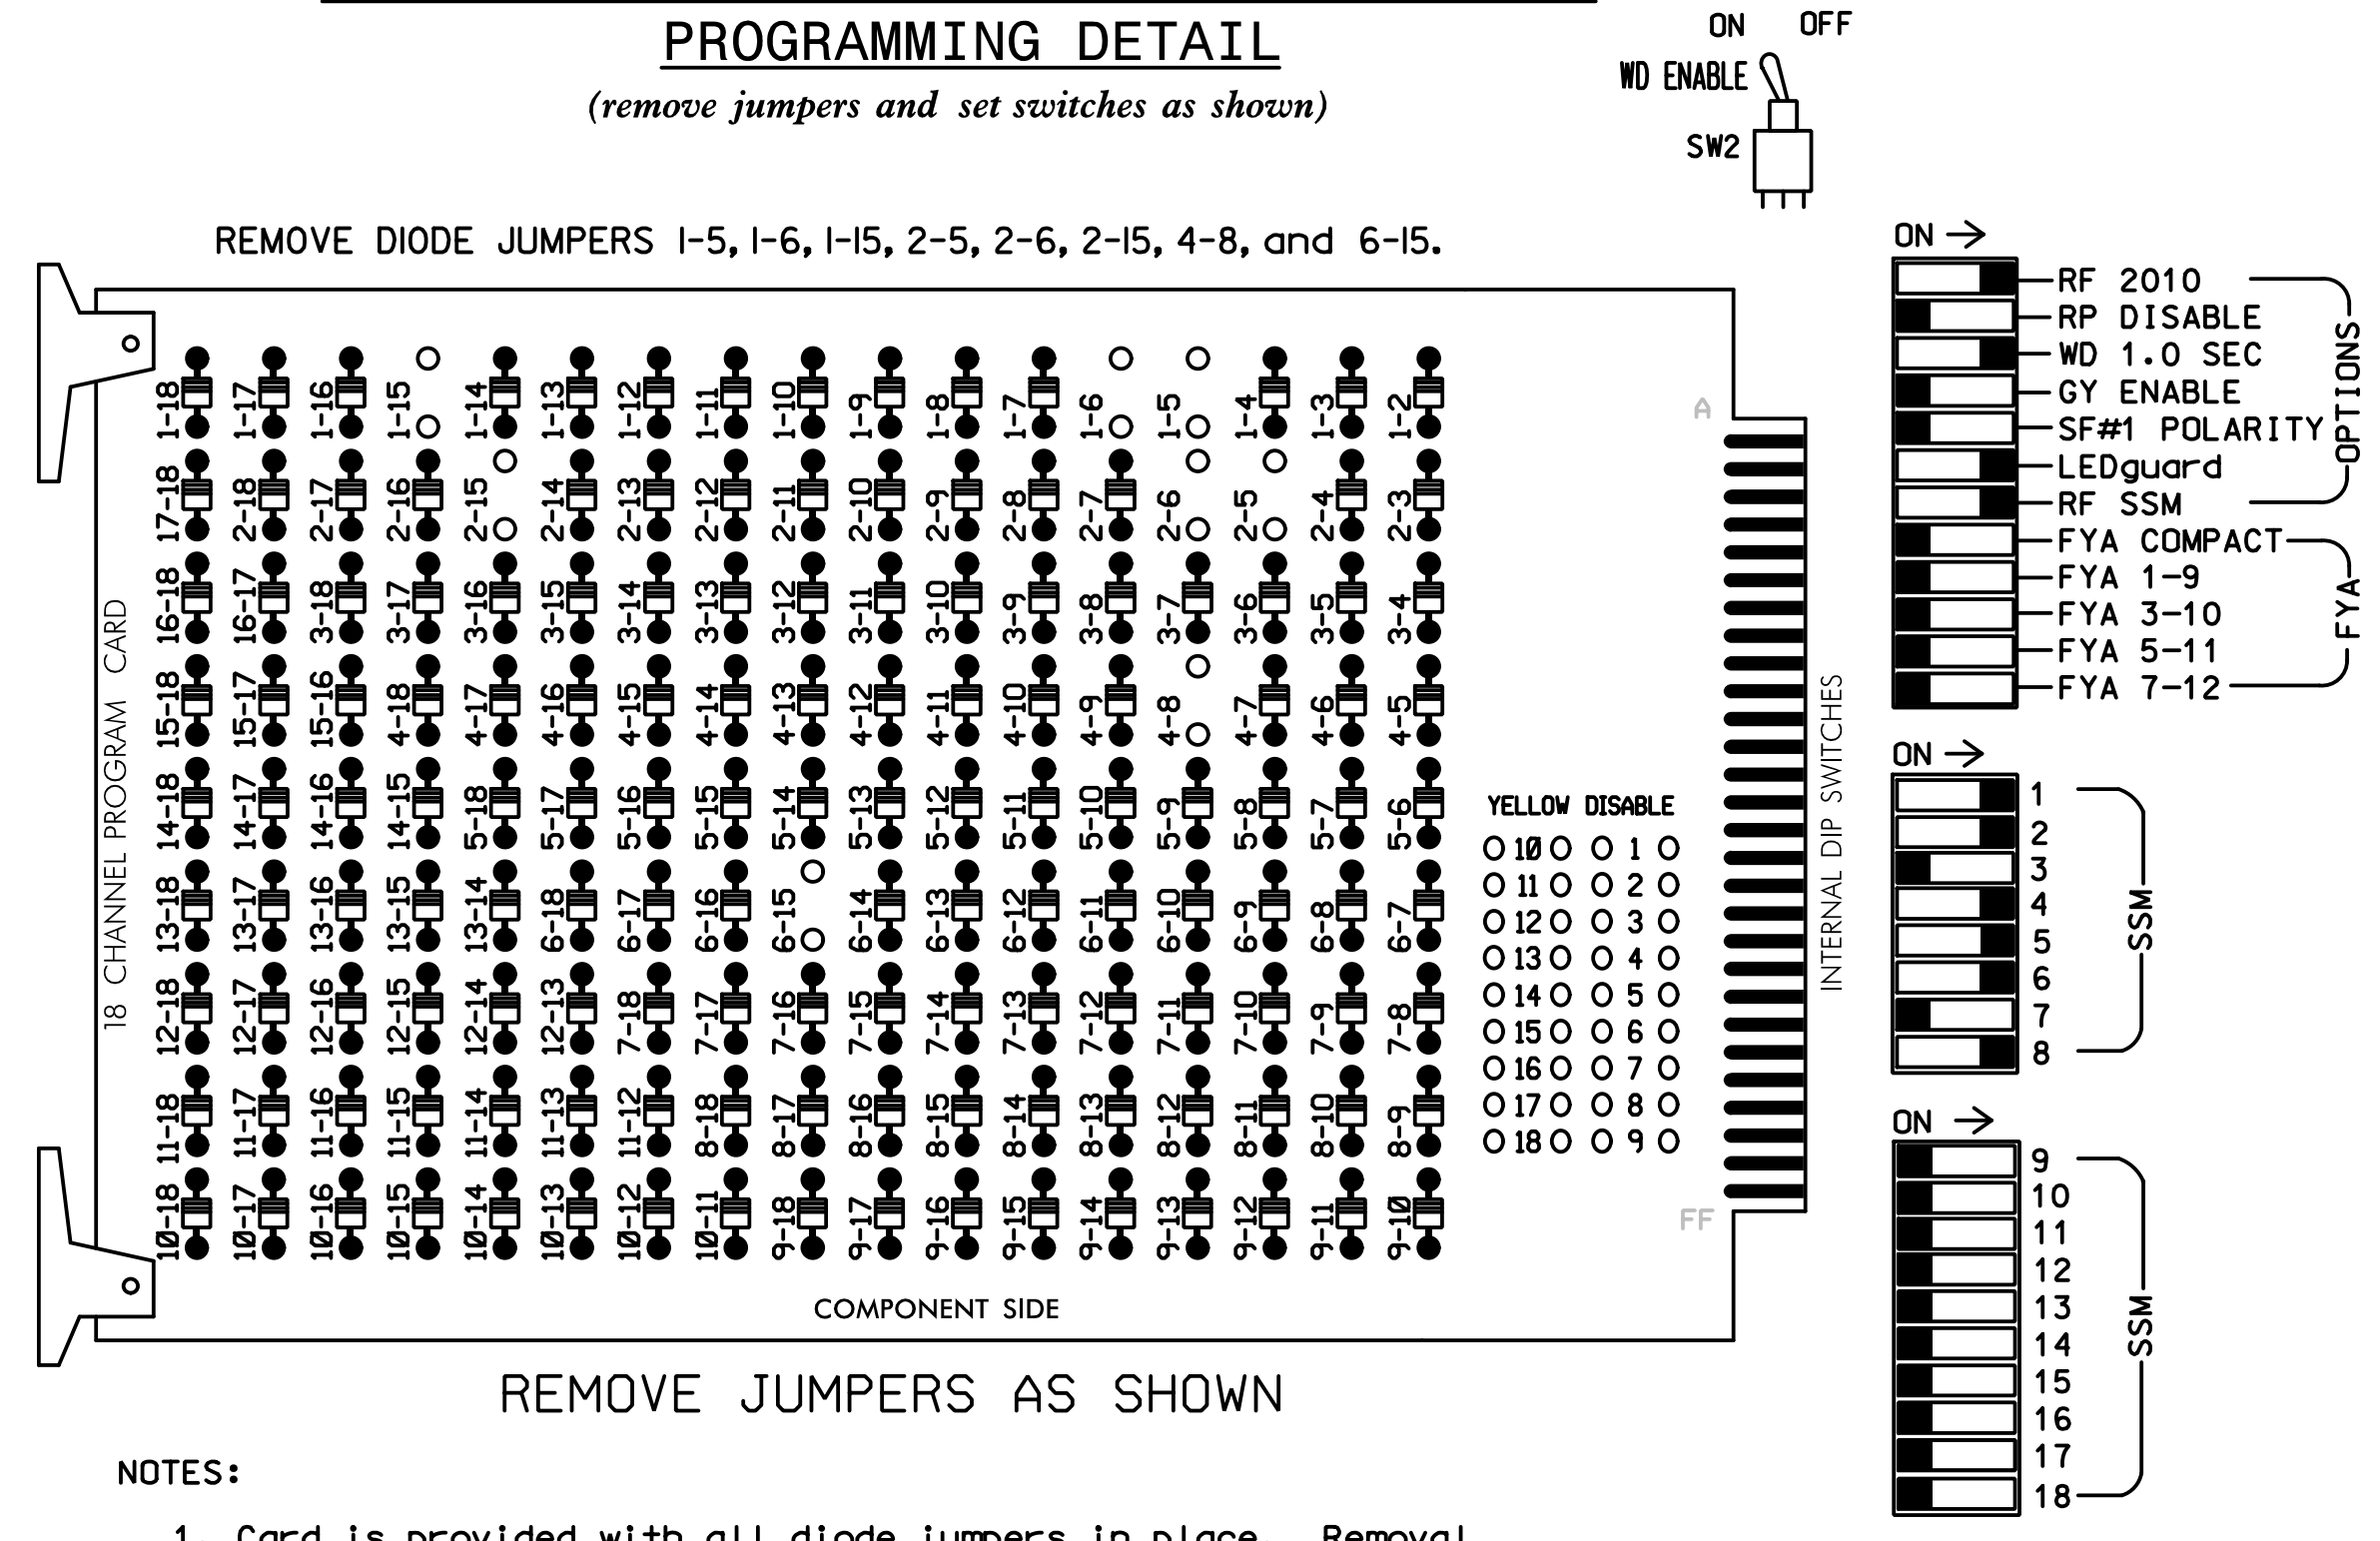 PROGRAMMING DETAIL
(remove jumpers and set switches as shown)
ON OFF
WD ENABLE
SW2
REMOVE DIODE JUMPERS 1-5, 1-6, 1-15, 2-5, 2-6, 2-15, 4-8, and 6-15.
18 CHANNEL PROGRAM CARD
1-18 1-17 1-16 1-15 1-14 1-13 1-12 1-11 1-10 1-9 1-8 1-7 1-6 1-5 1-4 1-3 1-2
17-18 2-18 2-17 2-16 2-15 2-14 2-13 2-12 2-11 2-10 2-9 2-8 2-7 2-6 2-5 2-4 2-3
16-18 16-17 3-18 3-17 3-16 3-15 3-14 3-13 3-12 3-11 3-10 3-9 3-8 3-7 3-6 3-5 3-4
15-18 15-17 15-16 4-18 4-17 4-16 4-15 4-14 4-13 4-12 4-11 4-10 4-9 4-8 4-7 4-6 4-5
14-18 14-17 14-16 14-15 5-18 5-17 5-16 5-15 5-14 5-13 5-12 5-11 5-10 5-9 5-8 5-7 5-6
13-18 13-17 13-16 13-15 13-14 6-18 6-17 6-16 6-15 6-14 6-13 6-12 6-11 6-10 6-9 6-8 6-7
12-18 12-17 12-16 12-15 12-14 12-13 7-18 7-17 7-16 7-15 7-14 7-13 7-12 7-11 7-10 7-9 7-8
11-18 11-17 11-16 11-15 11-14 11-13 11-12 8-18 8-17 8-16 8-15 8-14 8-13 8-12 8-11 8-10 8-9
10-18 10-17 10-16 10-15 10-14 10-13 10-12 10-11 9-18 9-17 9-16 9-15 9-14 9-13 9-12 9-11 9-10
A
FF
YELLOW DISABLE
10 1
11 2
12 3
13 4
14 5
15 6
16 7
17 8
18 9
COMPONENT SIDE
INTERNAL DIP SWITCHES
ON
RF 2010
RP DISABLE
WD 1.0 SEC
GY ENABLE
SF#1 POLARITY
LEDguard
RF SSM
OPTIONS
FYA COMPACT
FYA 1-9
FYA 3-10
FYA 5-11
FYA 7-12
FYA
ON
1
2
3
4
5
6
7
8
SSM
ON
9
10
11
12
13
14
15
16
17
18
SSM
REMOVE JUMPERS AS SHOWN
NOTES:
1. Card is provided with all diode jumpers in place. Removal